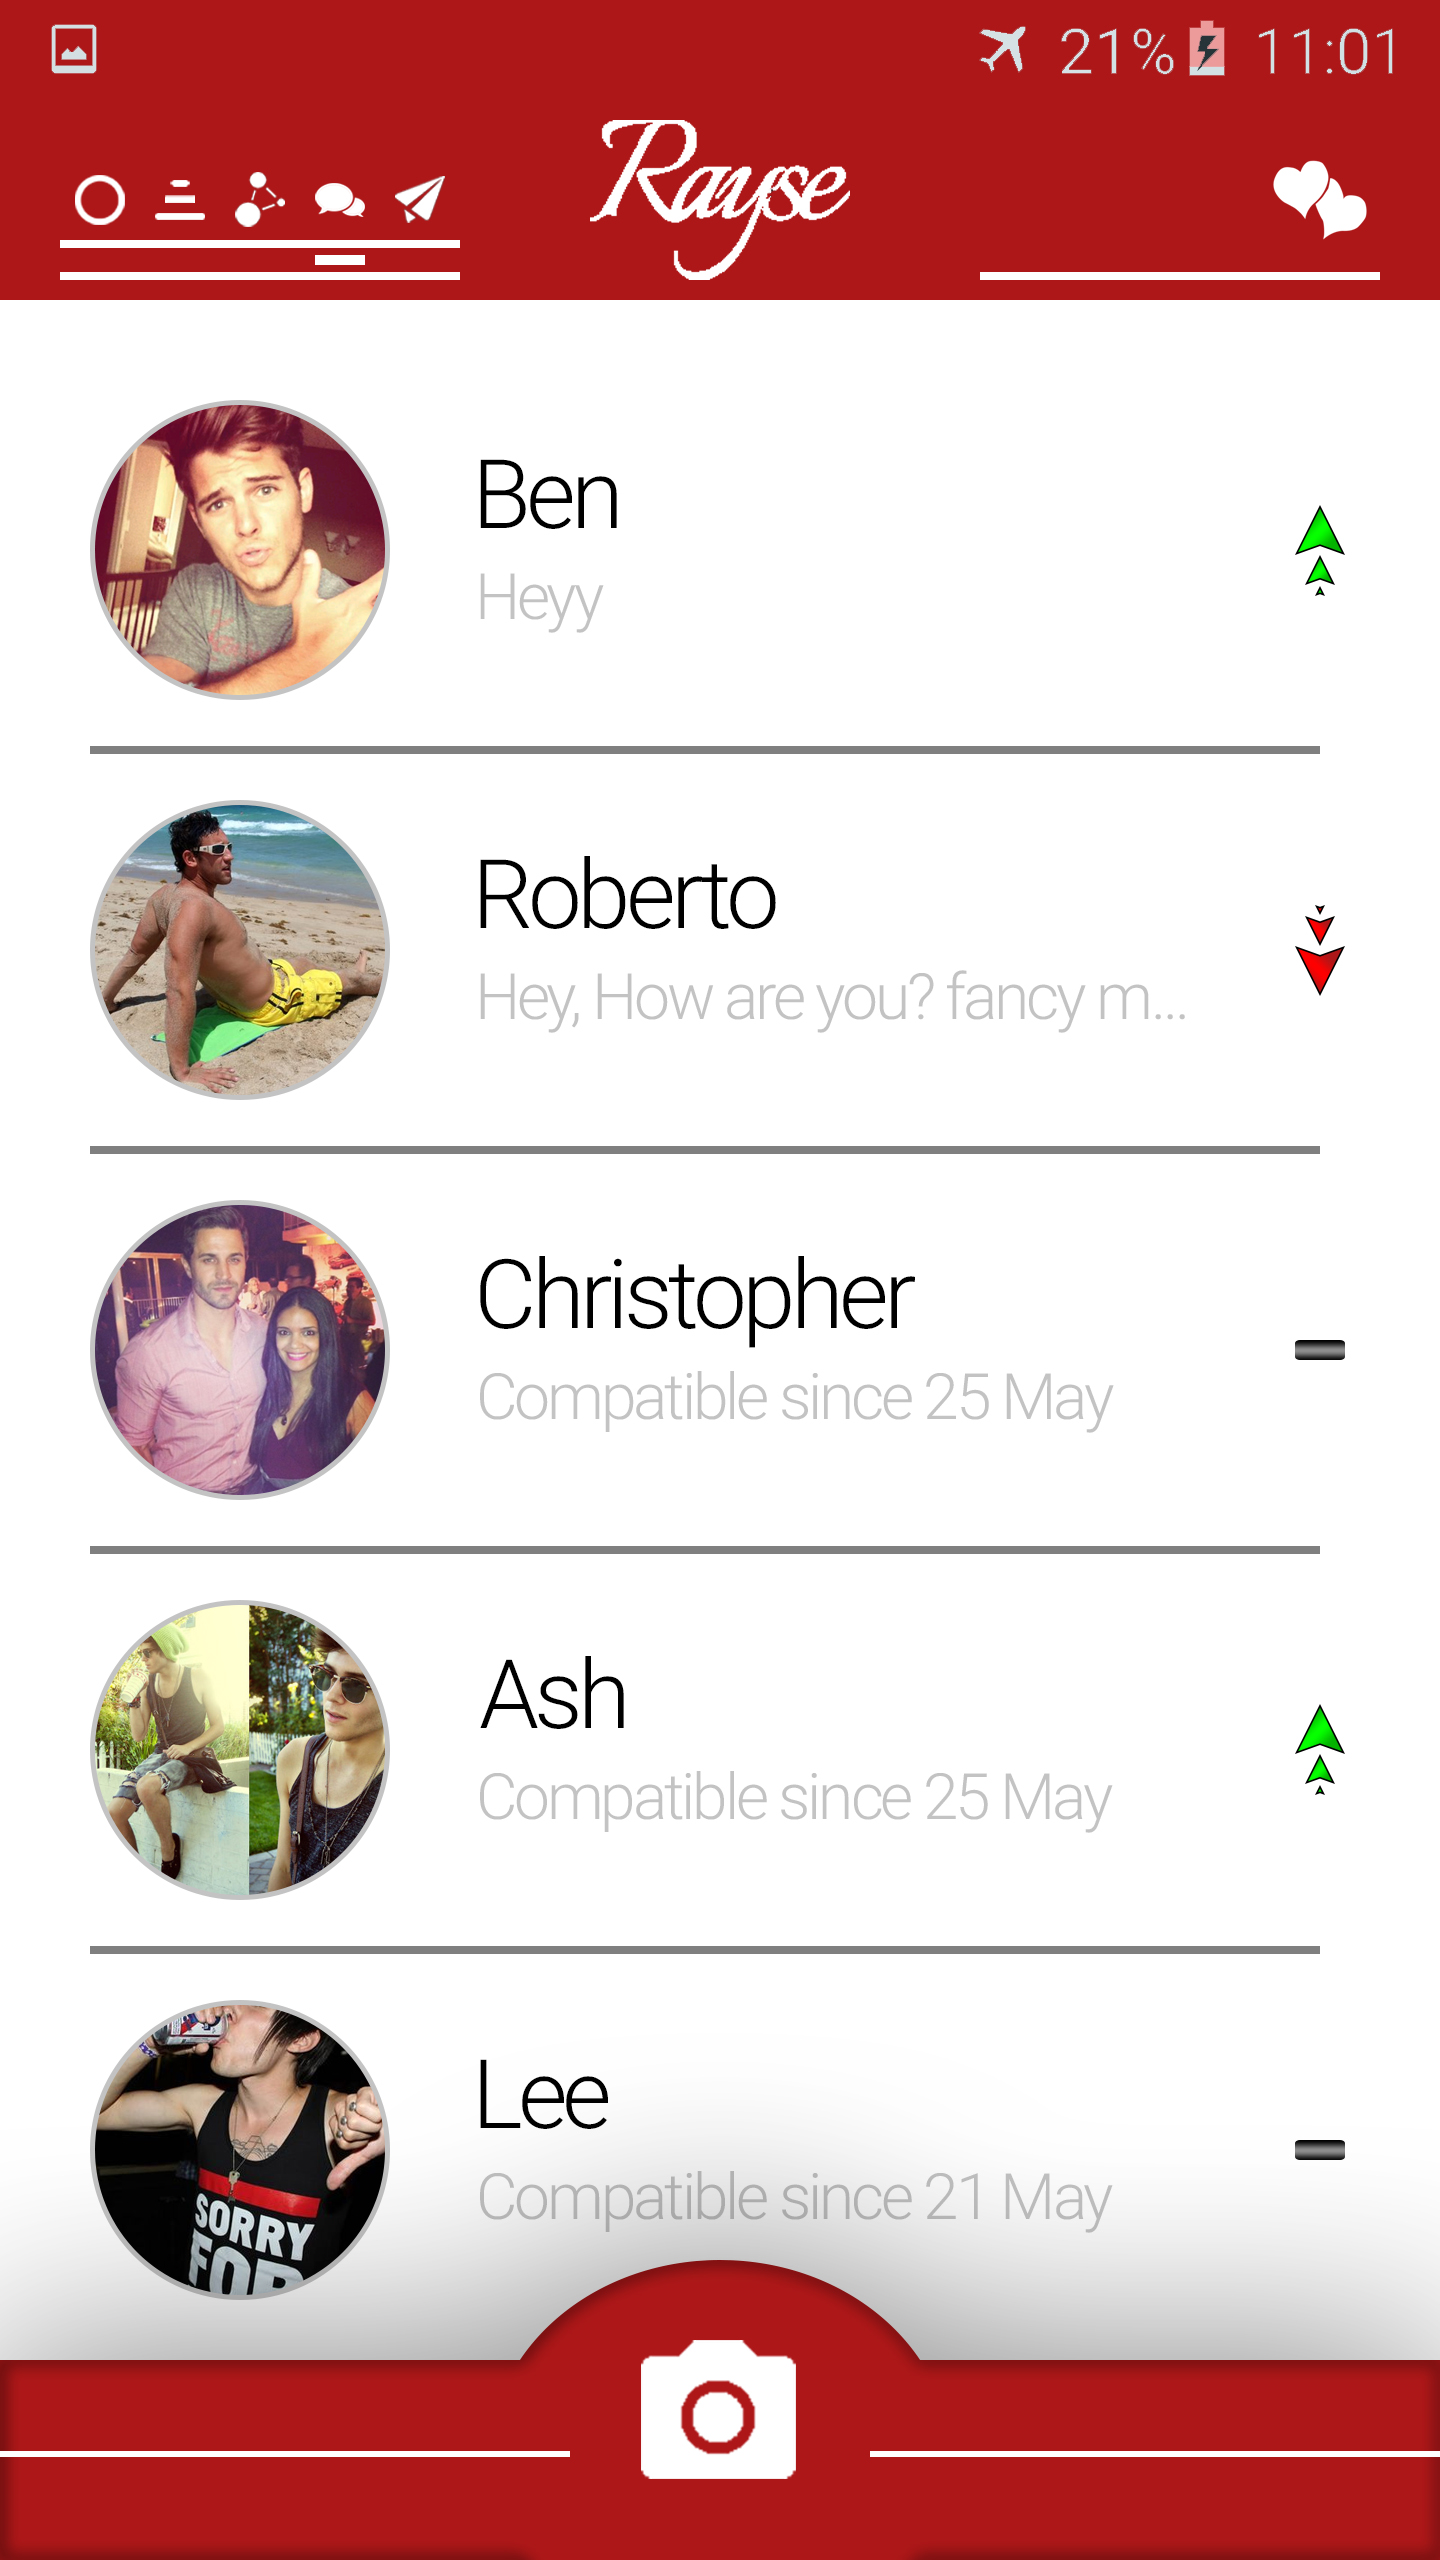 21% 11:01
Rayse
Ben
Heyy
Roberto
Hey, How are you? fancy m...
Christopher
Compatible since 25 May
Ash
Compatible since 25 May
Lee
Compatible since 21 May
SORRY
FOR